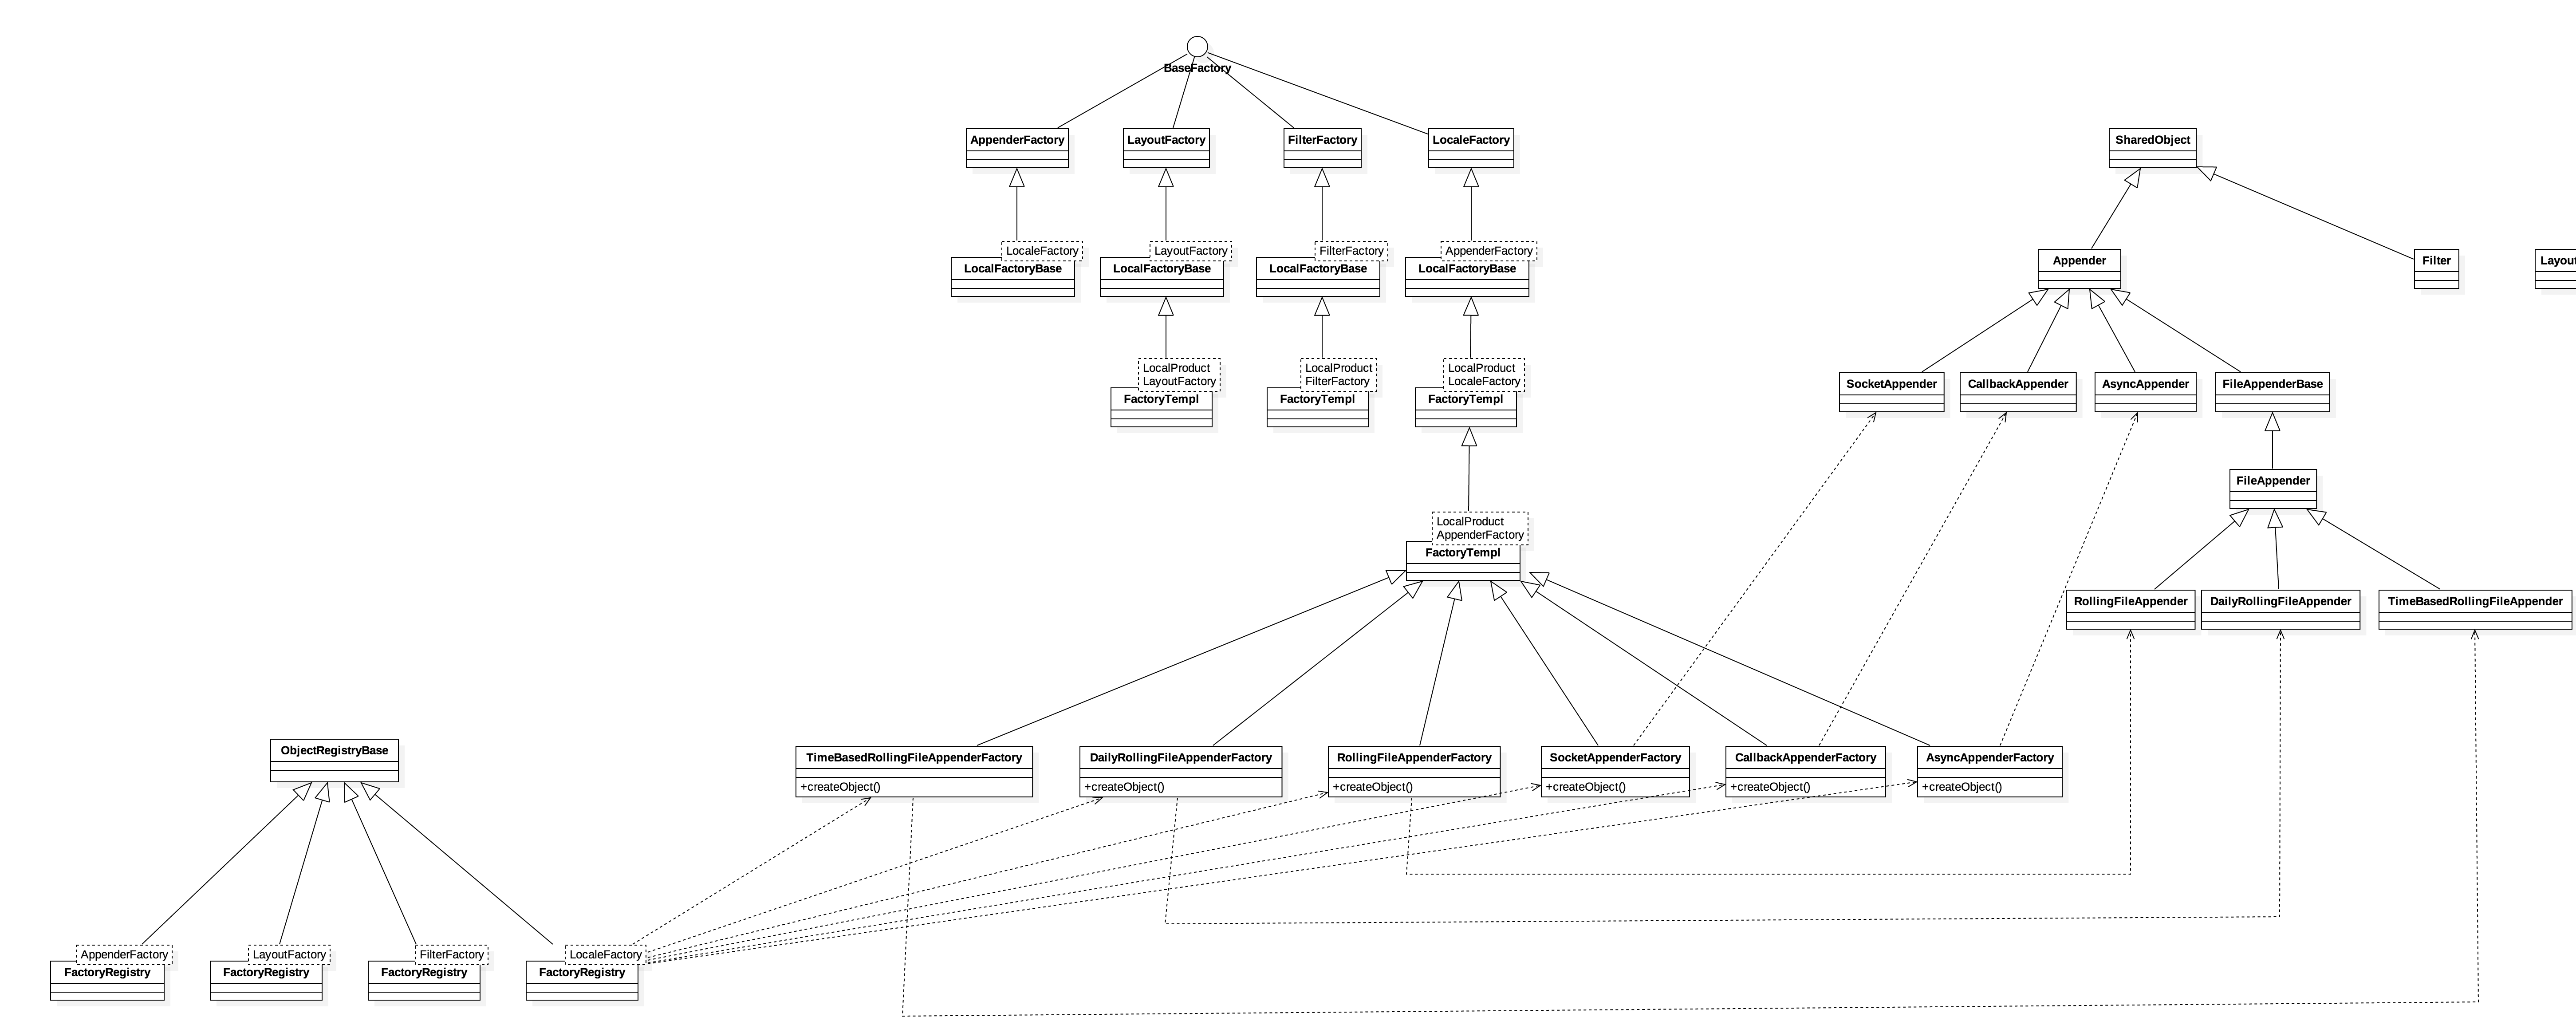 BaseFactory
AppenderFactory
LayoutFactory
FilterFactory
LocaleFactory
SharedObject
LocaleFactory
LocalFactoryBase
LayoutFactory
LocalFactoryBase
FilterFactory
LocalFactoryBase
AppenderFactory
LocalFactoryBase
Appender
Filter
Layout
LocalProduct
LayoutFactory
FactoryTempl
LocalProduct
FilterFactory
FactoryTempl
LocalProduct
LocaleFactory
FactoryTempl
SocketAppender
CallbackAppender
AsyncAppender
FileAppenderBase
FileAppender
LocalProduct
AppenderFactory
FactoryTempl
RollingFileAppender
DailyRollingFileAppender
TimeBasedRollingFileAppender
ObjectRegistryBase
TimeBasedRollingFileAppenderFactory
+createObject()
DailyRollingFileAppenderFactory
+createObject()
RollingFileAppenderFactory
+createObject()
SocketAppenderFactory
+createObject()
CallbackAppenderFactory
+createObject()
AsyncAppenderFactory
+createObject()
AppenderFactory
FactoryRegistry
LayoutFactory
FactoryRegistry
FilterFactory
FactoryRegistry
LocaleFactory
FactoryRegistry